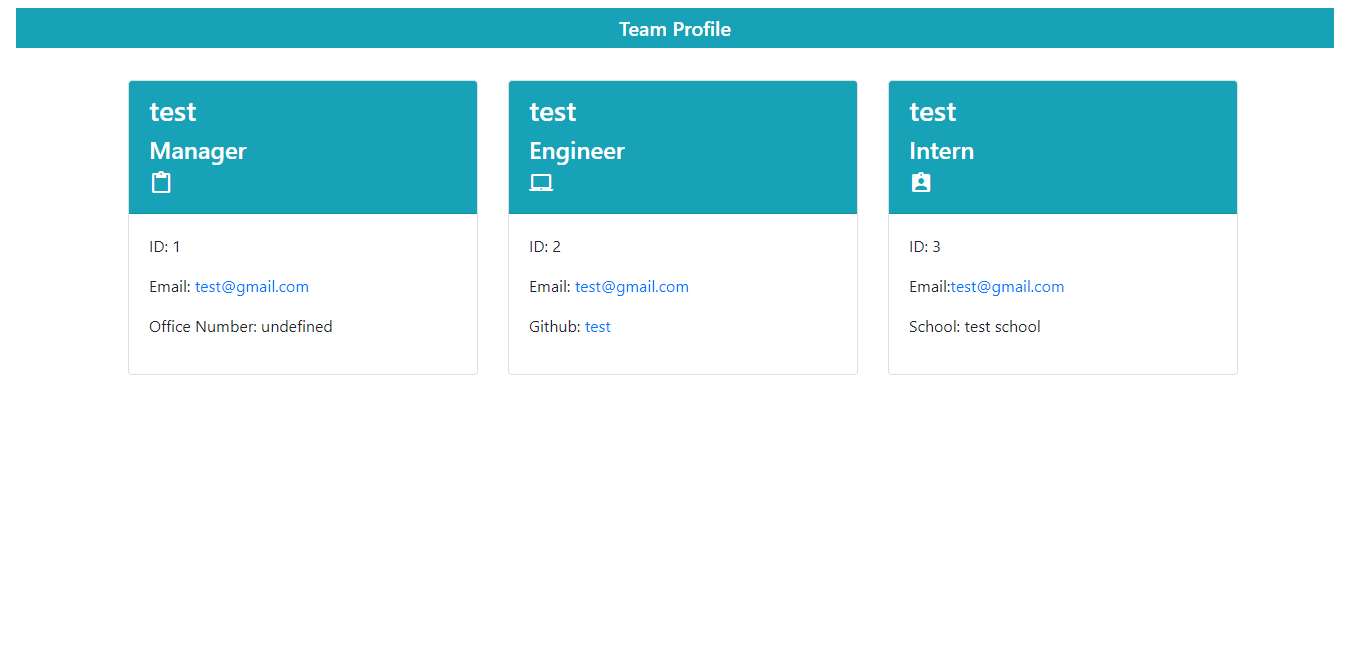 Team Profile
test
Manager
ID: 1
Email: test@gmail.com
Office Number: undefined
test
Engineer
ID: 2
Email: test@gmail.com
Github: test
test
Intern
ID: 3
Email:test@gmail.com
School: test school